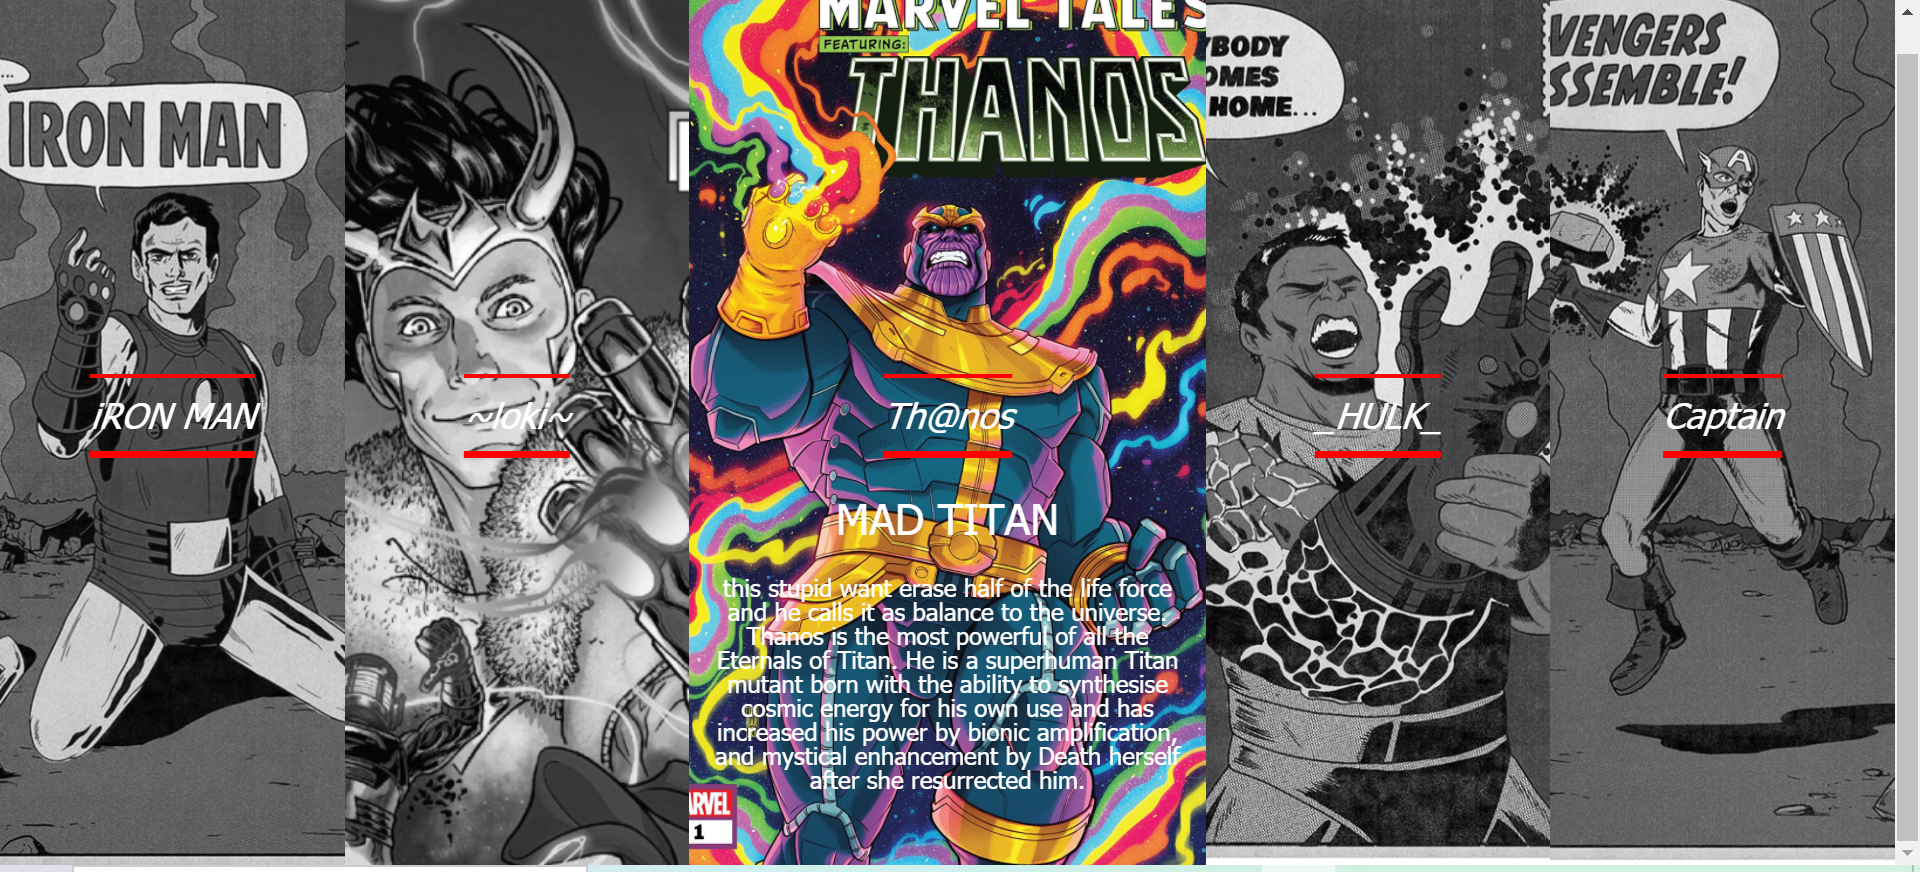 ...
IRON MAN
iRON MAN
~loki~
MARVEL TALES
FEATURING:
THANOS
Th@nos
MAD TITAN
this stupid want erase half of the life force
and he calls it as balance to the universe.
Thanos is the most powerful of all the
Eternals of Titan. He is a superhuman Titan
mutant born with the ability to synthesise
cosmic energy for his own use and has
increased his power by bionic amplification,
and mystical enhancement by Death herself
after she resurrected him.
ARVEL
1
YBODY
OMES
HOME...
_HULK_
VENGERS
SSEMBLE!
A
Captain